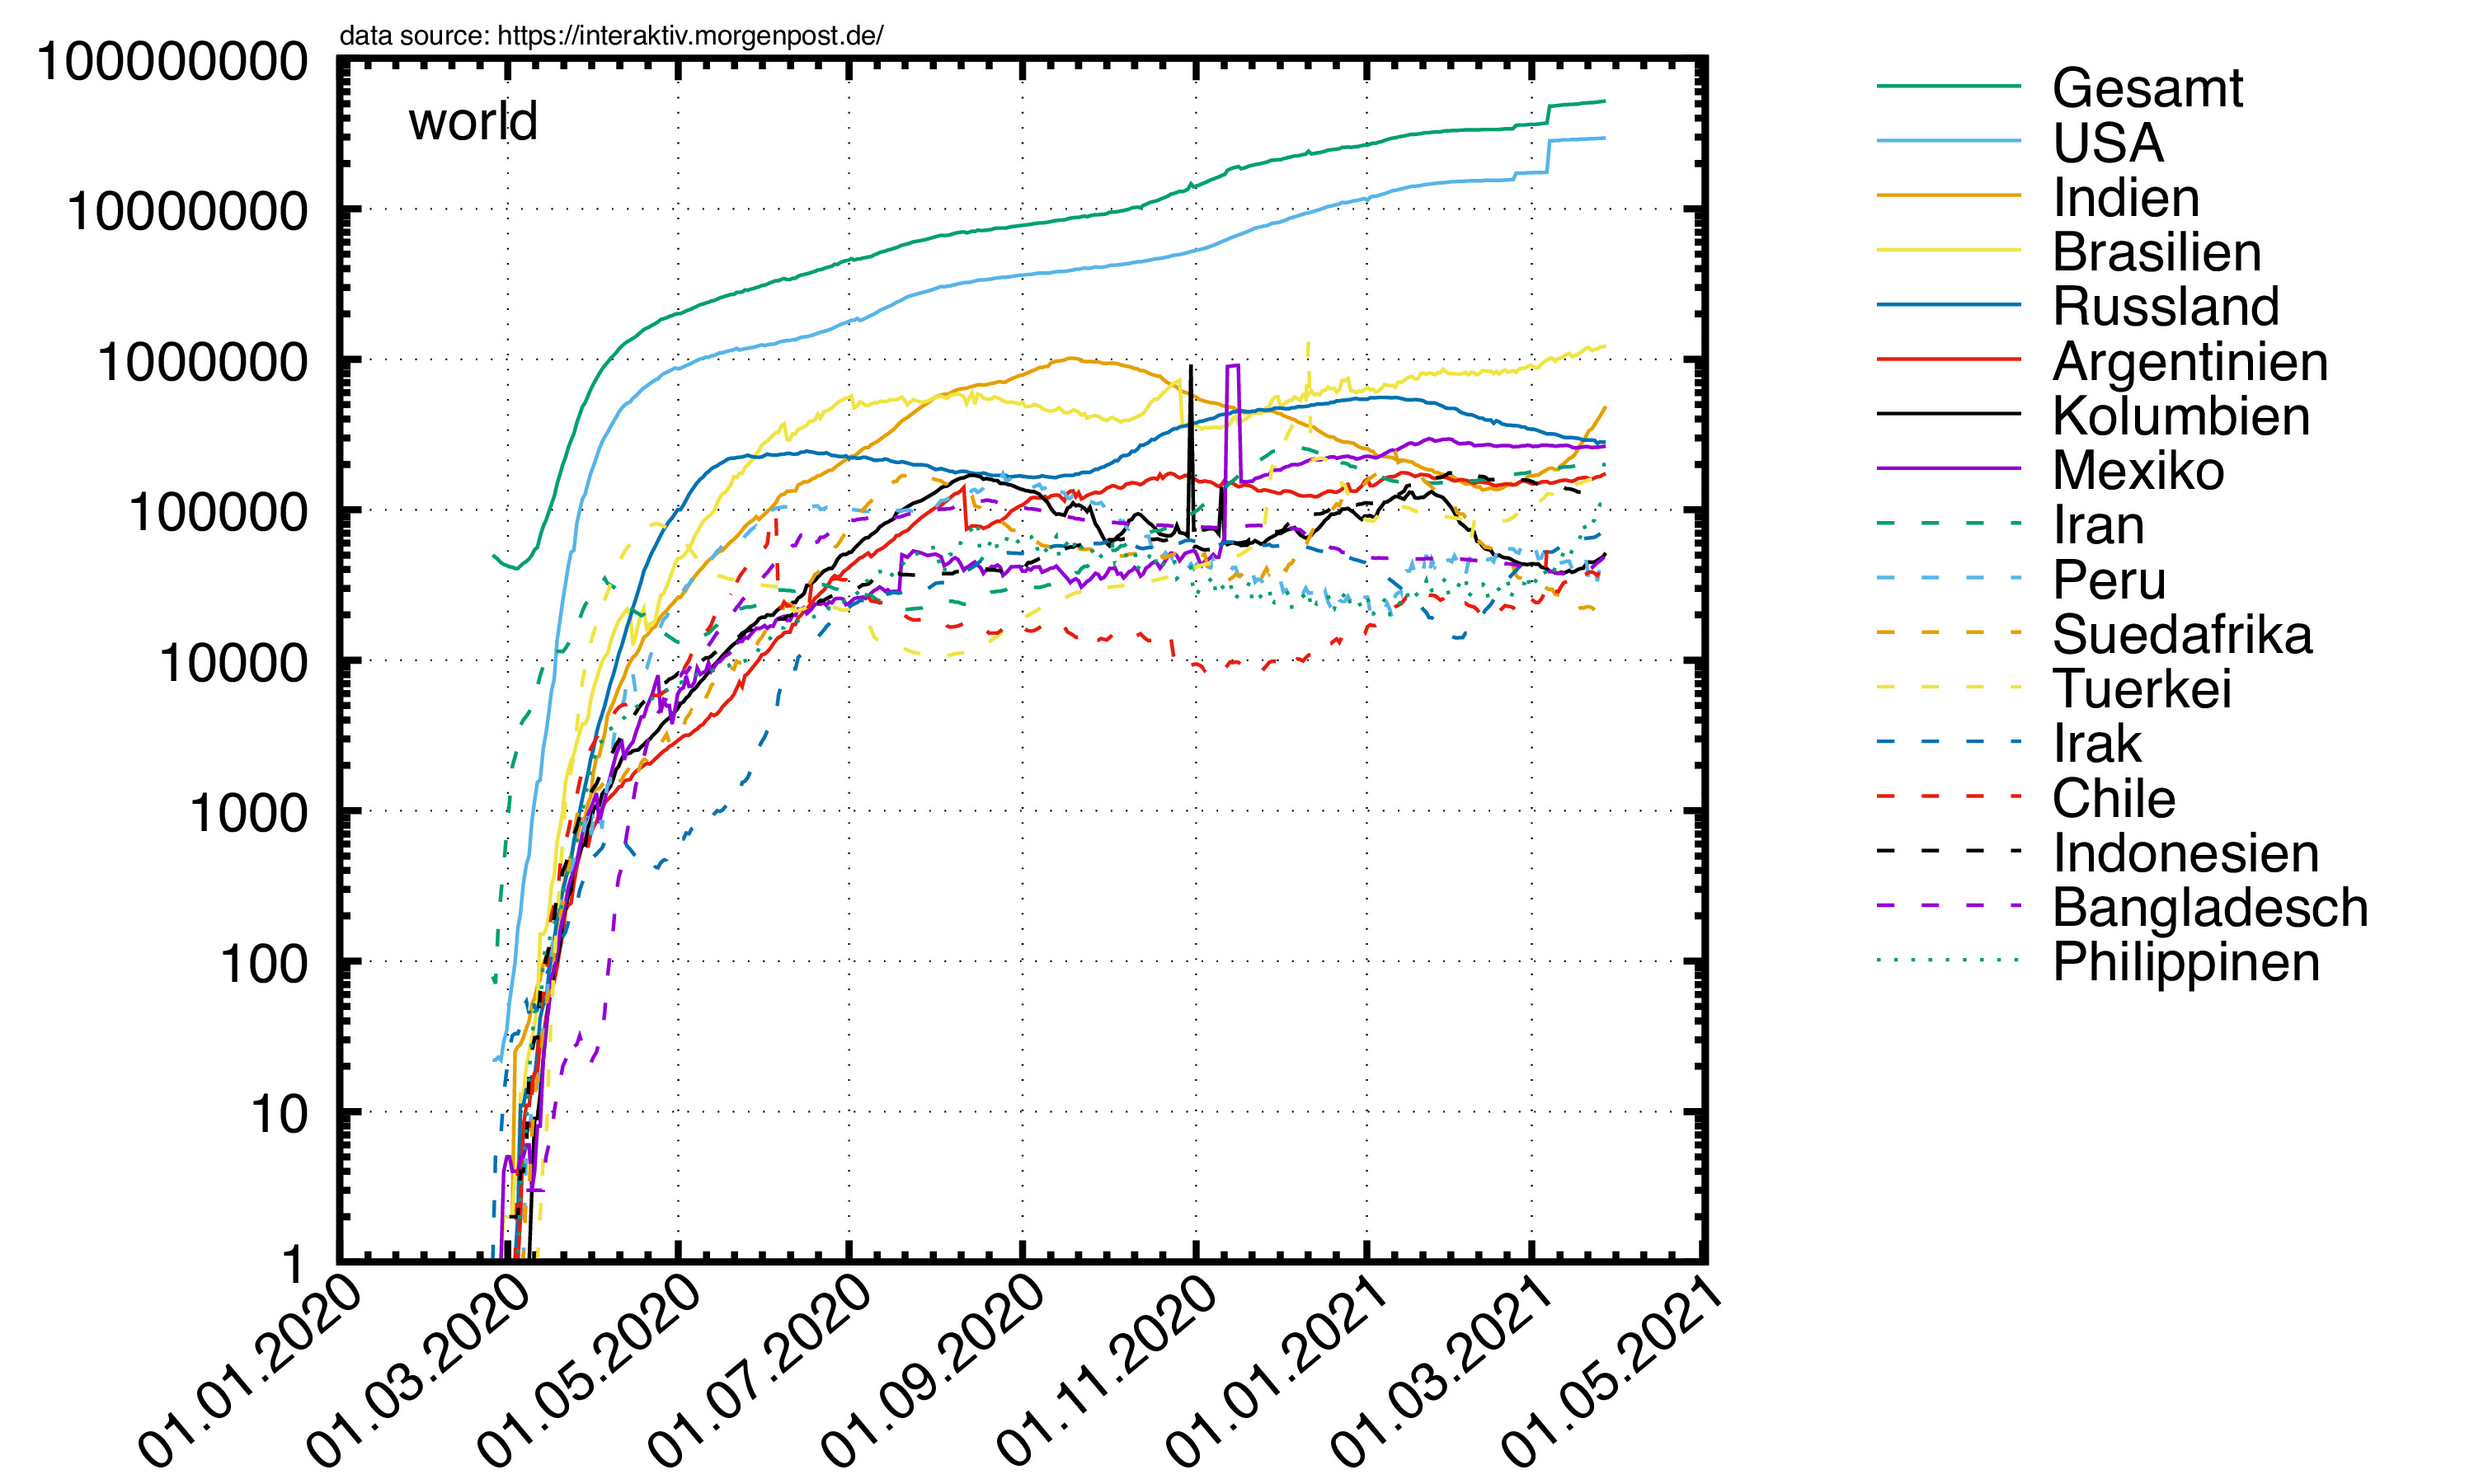 data source: https://interaktiv.morgenpost.de/
world
100000000
10000000
1000000
100000
10000
1000
100
10
1
01.01.2020
01.03.2020
01.05.2020
01.07.2020
01.09.2020
01.11.2020
01.01.2021
01.03.2021
01.05.2021
Gesamt
USA
Indien
Brasilien
Russland
Argentinien
Kolumbien
Mexiko
Iran
Peru
Suedafrika
Tuerkei
Irak
Chile
Indonesien
Bangladesch
Philippinen